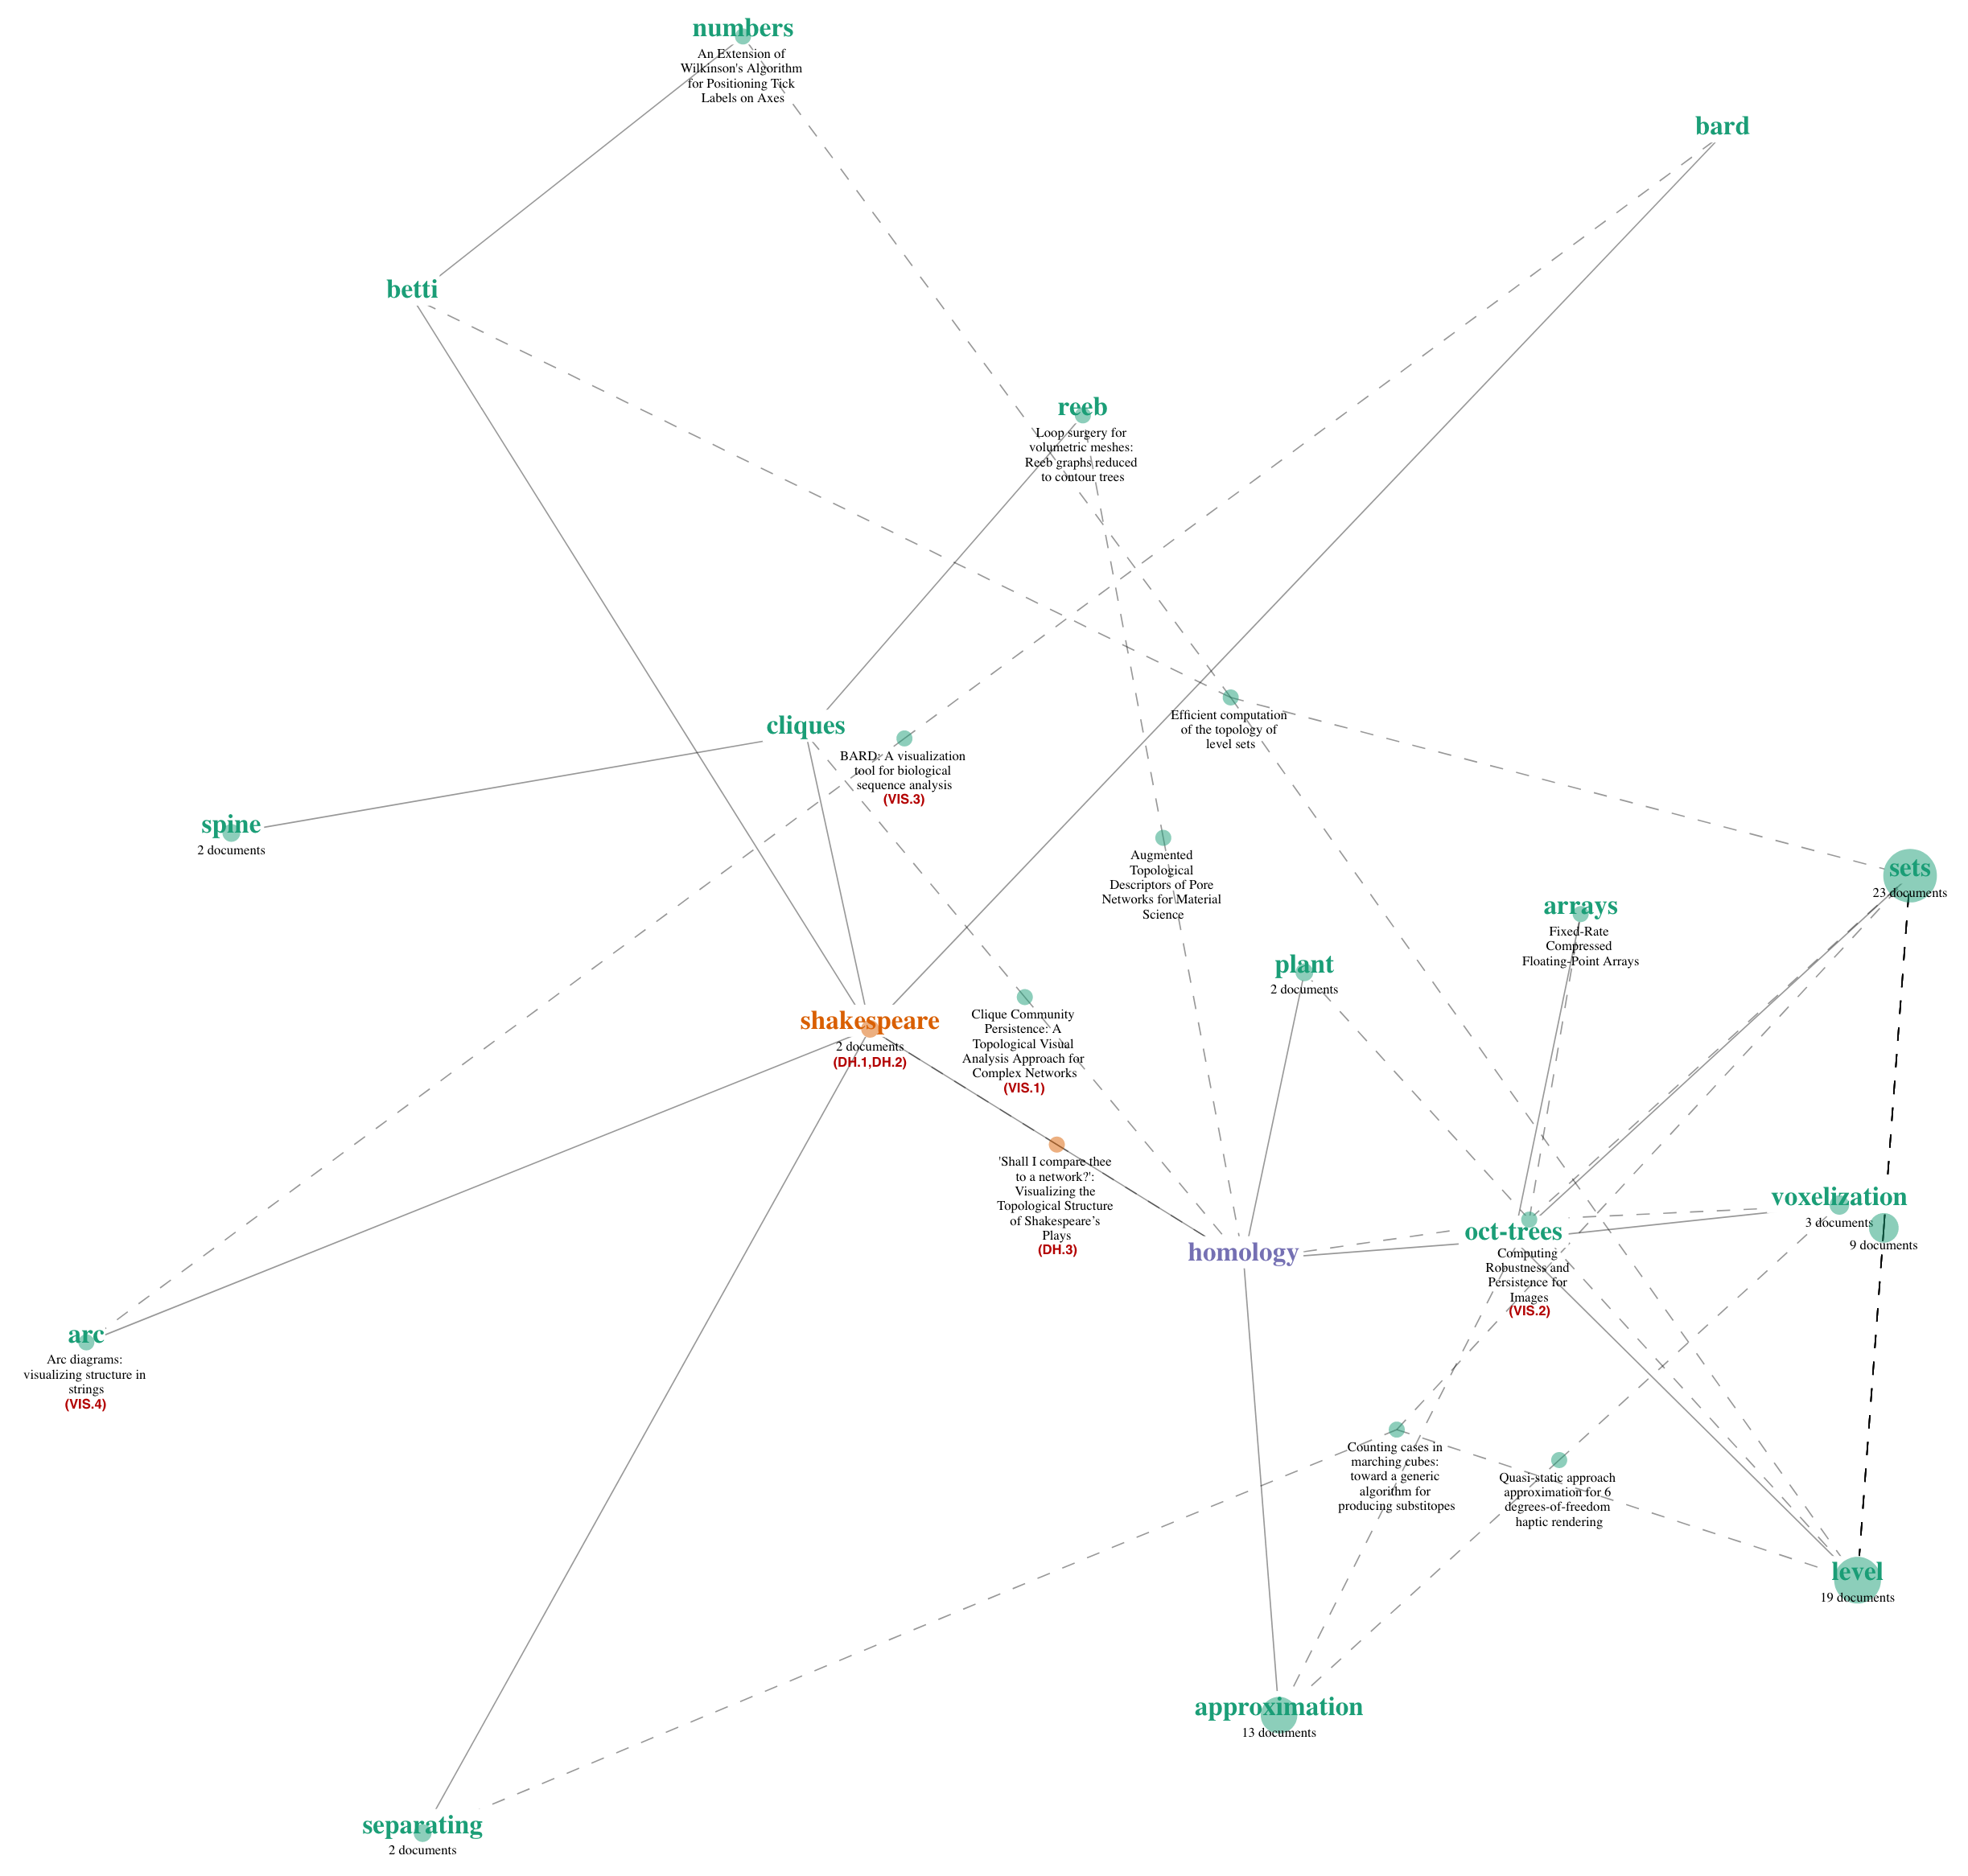 numbers
An Extension of
Wilkinson's Algorithm
for Positioning Tick
Labels on Axes
bard
betti
reeb
Loop surgery for
volumetric meshes:
Reeb graphs reduced
to contour trees
cliques
BARD: A visualization
tool for biological
sequence analysis
(VIS.3)
Efficient computation
of the topology of
level sets
spine
2 documents
Augmented
Topological
Descriptors of Pore
Networks for Material
Science
sets
23 documents
arrays
Fixed-Rate
Compressed
Floating-Point Arrays
plant
2 documents
shakespeare
2 documents
(DH.1,DH.2)
Clique Community
Persistence: A
Topological Visual
Analysis Approach for
Complex Networks
(VIS.1)
'Shall I compare thee
to a network?':
Visualizing the
Topological Structure
of Shakespeare’s
Plays
(DH.3)
homology
oct-trees
Computing
Robustness and
Persistence for
Images
(VIS.2)
voxelization
3 documents
9 documents
arc
Arc diagrams:
visualizing structure in
strings
(VIS.4)
Counting cases in
marching cubes:
toward a generic
algorithm for
producing substitopes
Quasi-static approach
approximation for 6
degrees-of-freedom
haptic rendering
level
19 documents
approximation
13 documents
separating
2 documents